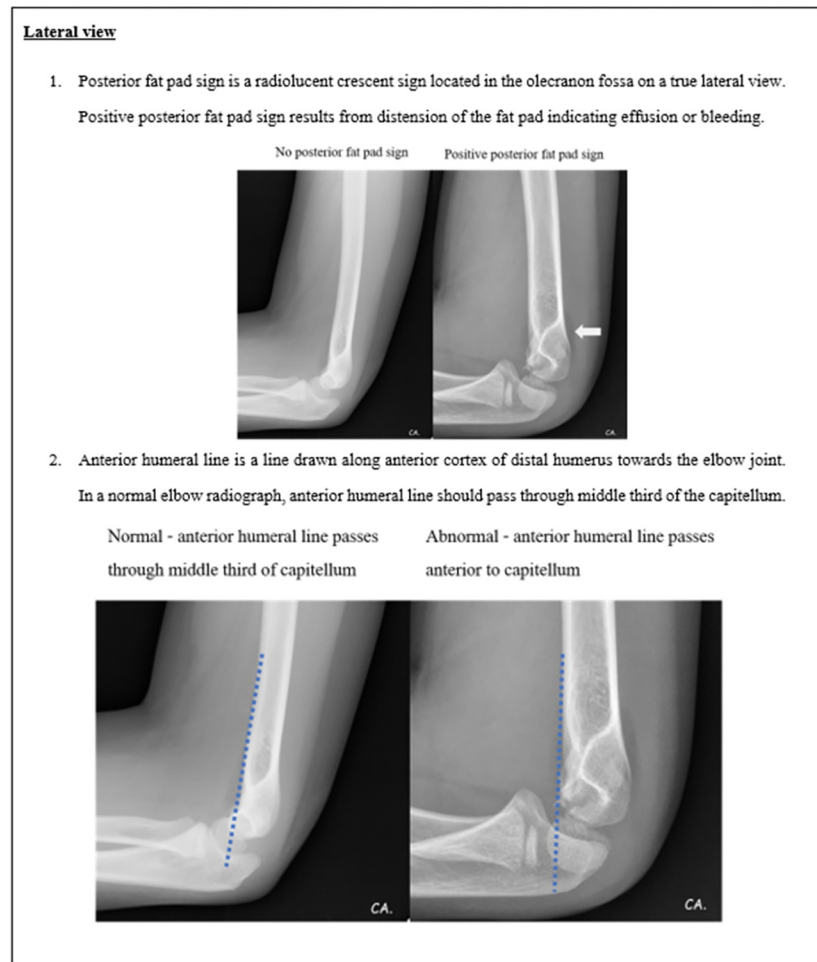 Lateral view
1. Posterior fat pad sign is a radiolucent crescent sign located in the olecranon fossa on a true lateral view.
Positive posterior fat pad sign results from distension of the fat pad indicating effusion or bleeding.
No posterior fat pad sign Positive posterior fat pad sign
CA. CA.
2. Anterior humeral line is a line drawn along anterior cortex of distal humerus towards the elbow joint.
In a normal elbow radiograph, anterior humeral line should pass through middle third of the capitellum.
Normal - anterior humeral line passes
through middle third of capitellum
Abnormal - anterior humeral line passes
anterior to capitellum
CA. CA.